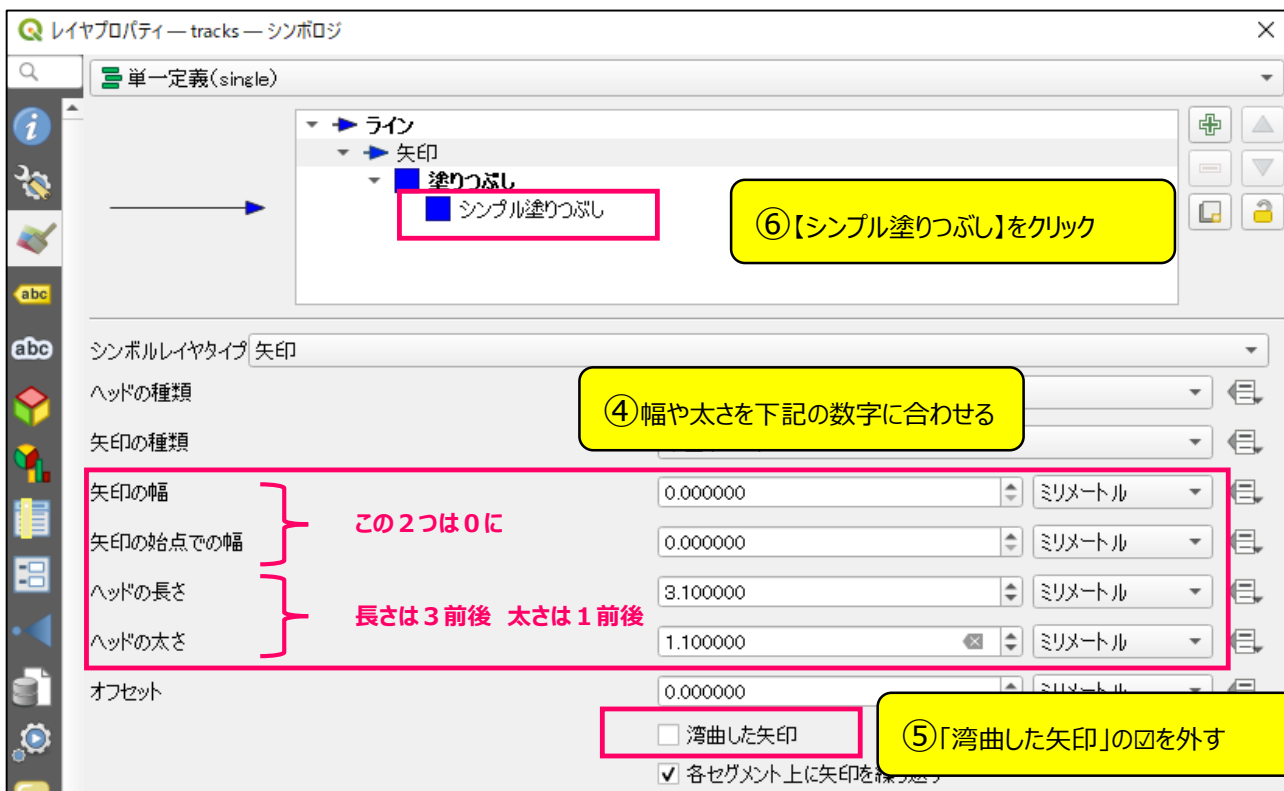 レイヤプロパティ — tracks — シンボロジ
単一定義(single)
ライン
矢印
塗りつぶし
シンプル塗りつぶし
⑥【シンプル塗りつぶし】をクリック
abc
abc
シンボルレイヤタイプ 矢印
ヘッドの種類
④幅や太さを下記の数字に合わせる
矢印の種類
矢印の幅 0.000000 ミリメートル
この2つは0に
矢印の始点での幅 0.000000 ミリメートル
ヘッドの長さ 3.100000 ミリメートル
長さは3前後 太さは1前後
ヘッドの太さ 1.100000 ミリメートル
オフセット 0.000000
湾曲した矢印
⑤「湾曲した矢印」の☑を外す
各セグメント上に矢印を